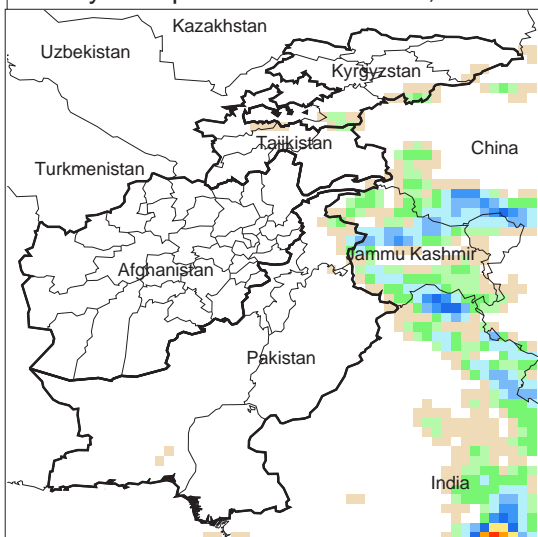 Kazakhstan
Uzbekistan
Kyrgyzstan
Tajikistan
China
Turkmenistan
Jammu Kashmir
Afghanistan
Pakistan
India